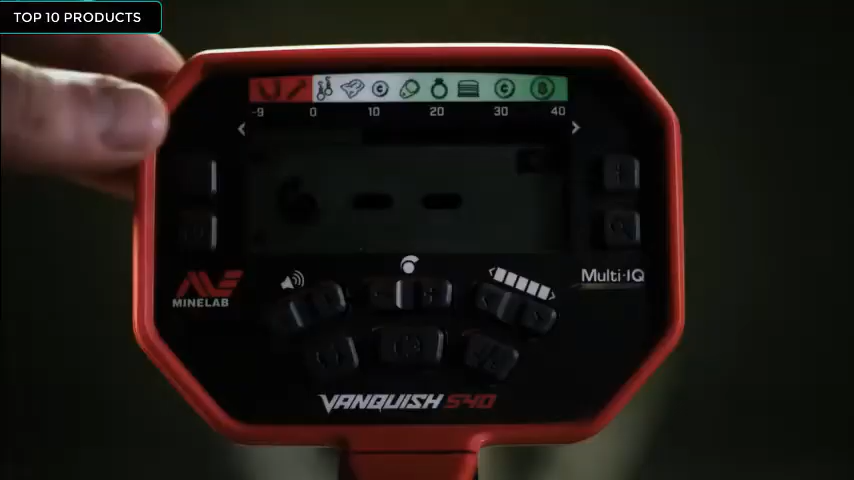 TOP 10 PRODUCTS
-9 0 10 20 30 40
MINELAB
Multi-IQ
VANQUISH 540